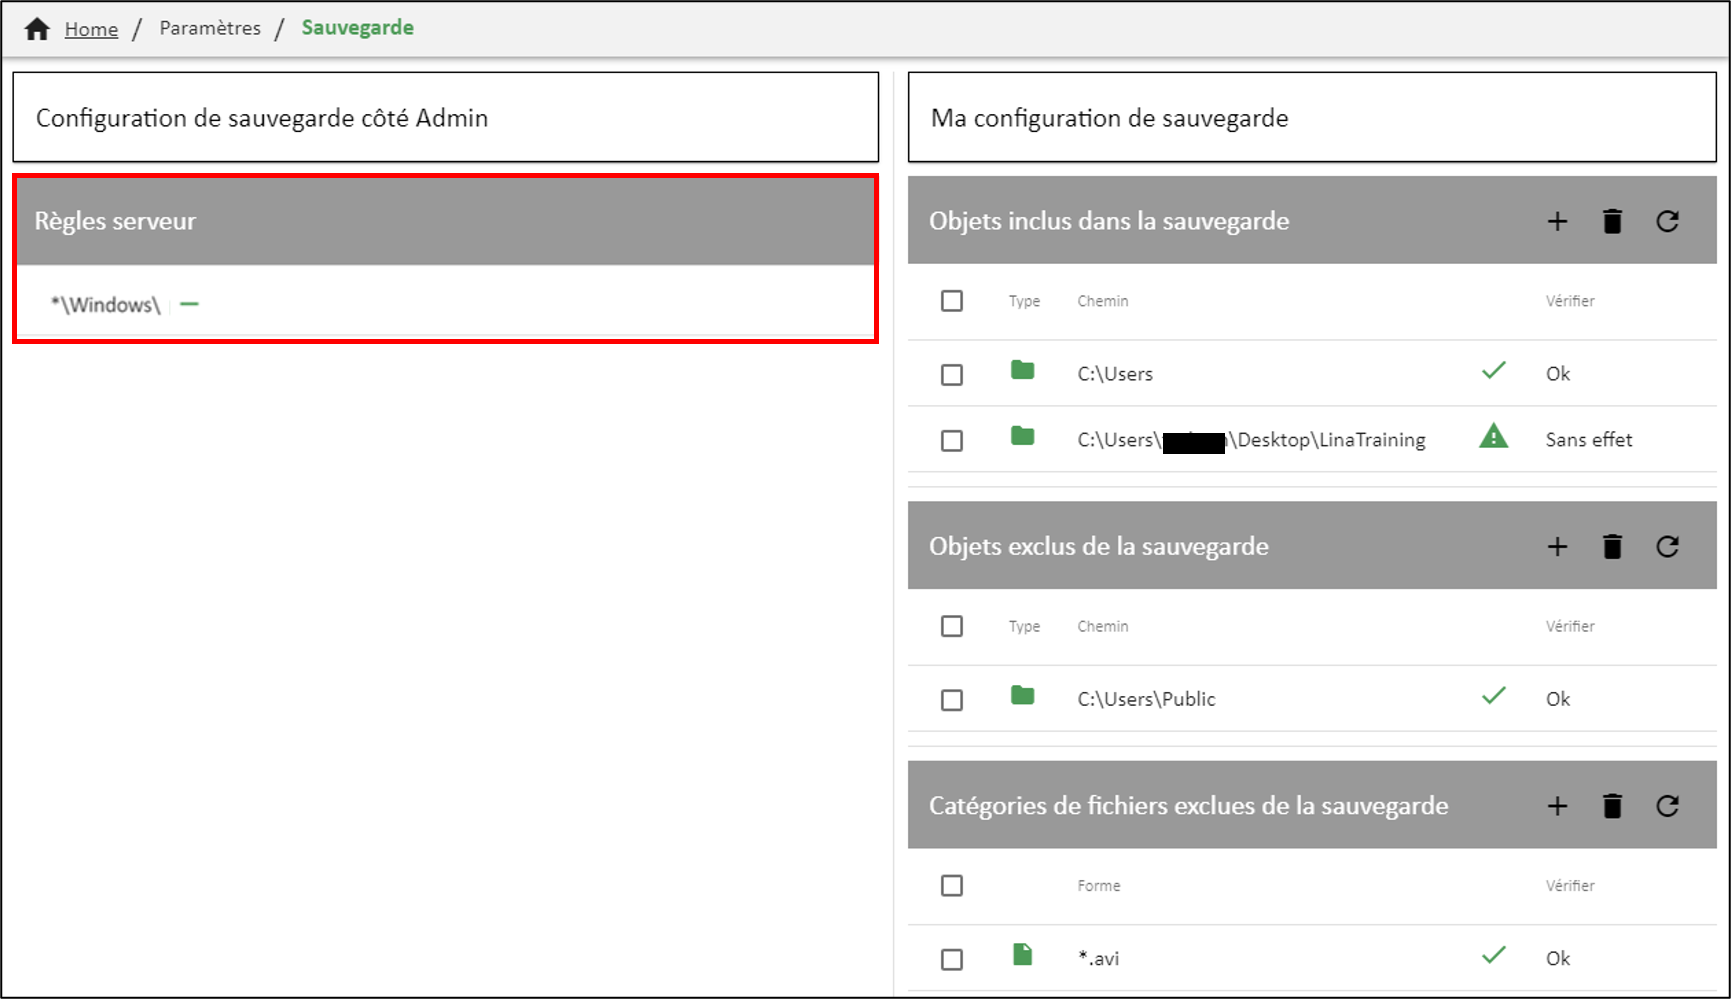 Home / Paramètres / Sauvegarde
Configuration de sauvegarde côté Admin
Règles serveur
*\Windows\
Ma configuration de sauvegarde
Objets inclus dans la sauvegarde
Type Chemin Vérifier
C:\Users Ok
C:\Users\ \Desktop\LinaTraining Sans effet
Objets exclus de la sauvegarde
Type Chemin Vérifier
C:\Users\Public Ok
Catégories de fichiers exclues de la sauvegarde
Forme Vérifier
*.avi Ok